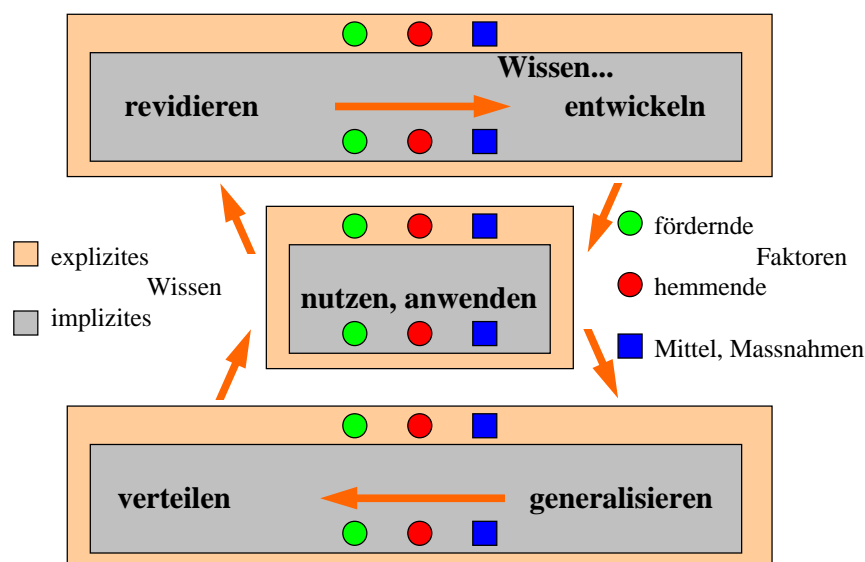 Wissen...
revidieren
entwickeln
fördernde
Faktoren
hemmende
Mittel, Massnahmen
explizites
Wissen
implizites
nutzen, anwenden
verteilen
generalisieren